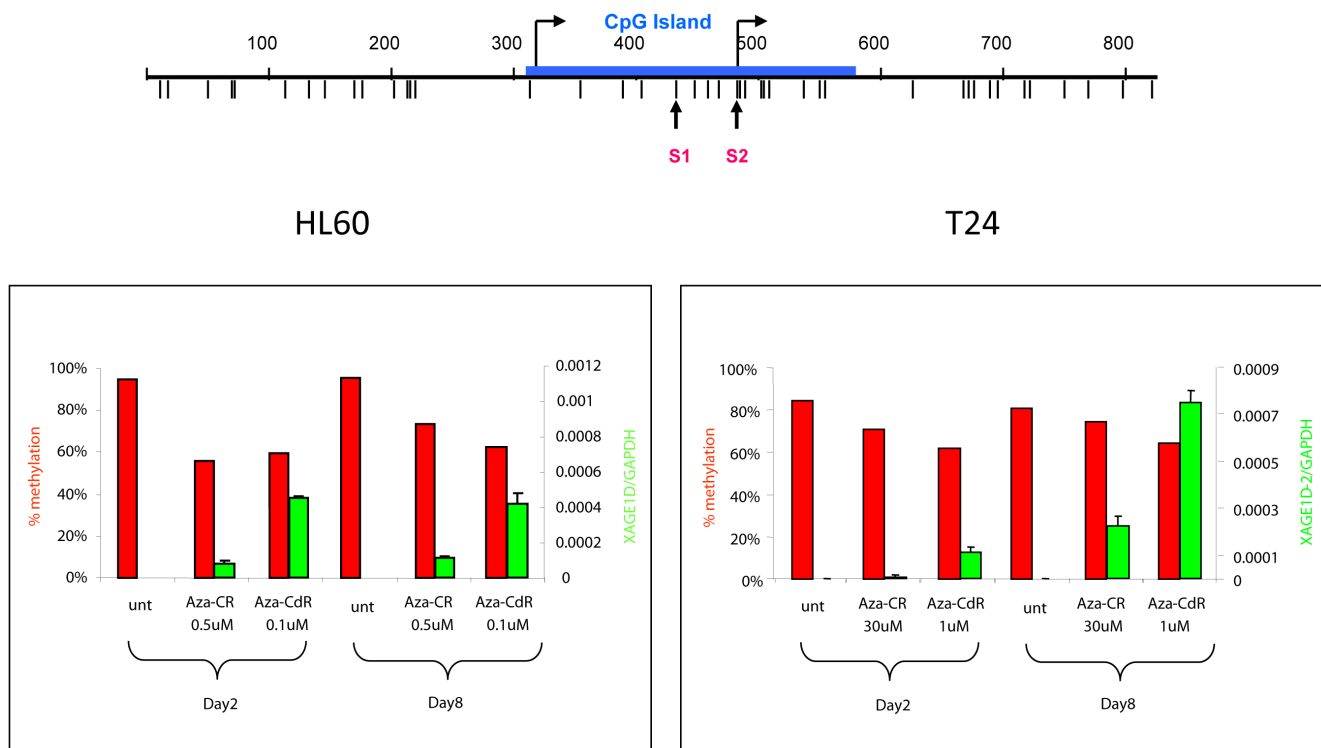 CpG Island
100 200 300 400 500 600 700 800
S1 S2
HL60
T24
100%
80%
60%
40%
20%
0%
% methylation
0.0012
0.001
0.0008
0.0006
0.0004
0.0002
0
XAGE1D/GAPDH
unt Aza-CR Aza-CdR unt Aza-CR Aza-CdR
0.5uM 0.1uM 0.5uM 0.1uM
Day2 Day8
100%
80%
60%
40%
20%
0%
% methylation
0.0009
0.0007
0.0005
0.0003
0.0001
0
XAGE1D-2/GAPDH
unt Aza-CR Aza-CdR unt Aza-CR Aza-CdR
30uM 1uM 30uM 1uM
Day2 Day8